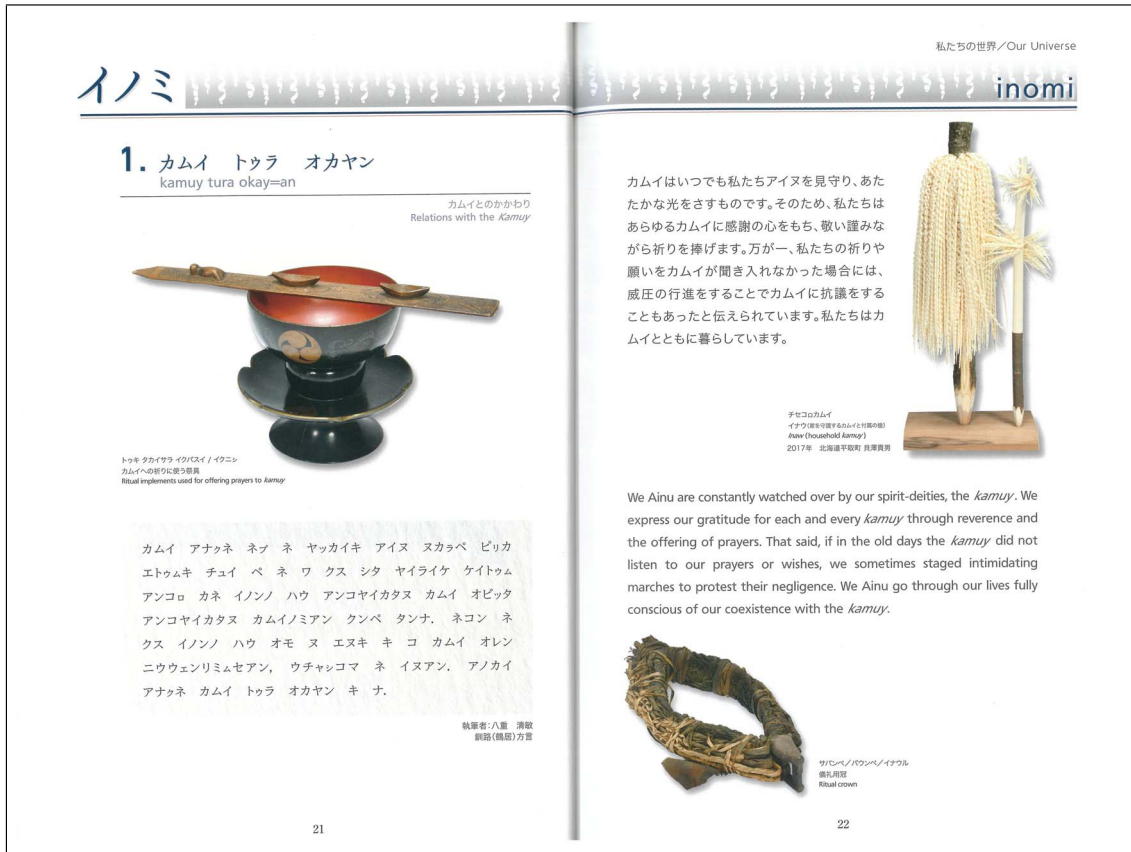 イノミ
1. カムイ　トゥラ　オカヤン
kamuy tura okay=an
カムイとのかかわり
Relations with the Kamuy
トゥキ タカイサラ イクパスイ / イクニㇱ
カムイへの祈りに使う祭具
Ritual implements used for offering prayers to kamuy
カムイ　アナㇰネ　ネㇷ゚　ネ　ヤッカイキ　アイヌ　ヌカㇻペ　ピㇼカ
エトゥㇺキ　チュイ　ペ　ネ　ワ　クス　シタ　ヤイライケ　ケイトゥㇺ
アンコㇿ　カネ　イノンノ　ハウ　アンコヤイカタヌ　カムイ　オピッタ
アンコヤイカタヌ　カムイノミアン　クンペ　タンナ．　ネコン　ネ
クス　イノンノ　ハウ　オモ　ヌ　エヌキ　キ　コ　カムイ　オレン
ニウウェンリミㇺセアン，　ウチャㇱコマ　ネ　イヌアン．　アノカイ
アナㇰネ　カムイ　トゥラ　オカヤン　キ　ナ．
執筆者：八重　清敏
釧路（鶴居）方言
21
私たちの世界／Our Universe
inomi
カムイはいつでも私たちアイヌを見守り、あた
たかな光をさすものです。そのため、私たちは
あらゆるカムイに感謝の心をもち、敬い謹みな
がら祈りを捧げます。万が一、私たちの祈りや
願いをカムイが聞き入れなかった場合には、
威圧の行進をすることでカムイに抗議をする
こともあったと伝えられています。私たちはカ
ムイとともに暮らしています。
チセコㇿカムイ
イナウ（家を守護するカムイと付属の槍）
Inaw (household kamuy)
2017年　北海道平取町 貝澤貢男
We Ainu are constantly watched over by our spirit-deities, the kamuy. We
express our gratitude for each and every kamuy through reverence and
the offering of prayers. That said, if in the old days the kamuy did not
listen to our prayers or wishes, we sometimes staged intimidating
marches to protest their negligence. We Ainu go through our lives fully
conscious of our coexistence with the kamuy.
サパンペ／パウンペ／イナウル
儀礼用冠
Ritual crown
22